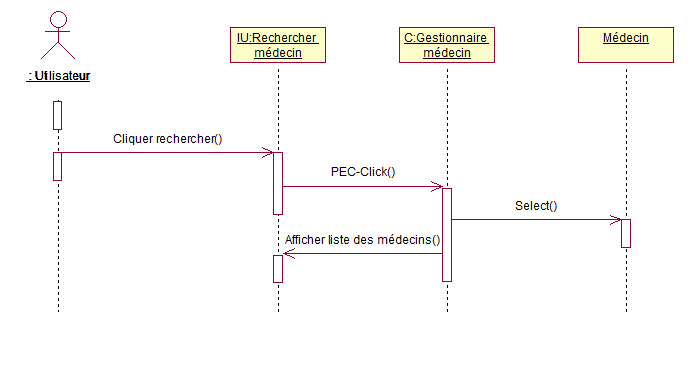 IU:Rechercher
médecin
C:Gestionnaire
médecin
Médecin
: Utilisateur
Cliquer rechercher()
PEC-Click()
Select()
Afficher liste des médecins()